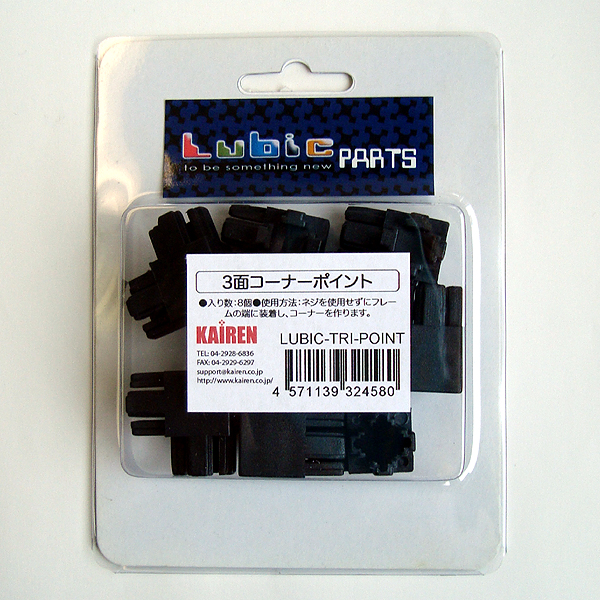 Lubic PARTS
to be something new
3面コーナーポイント
●入り数:8個●使用方法:ネジを使用せずにフレー
ムの端に装着し、コーナーを作ります。
KAiREN
LUBIC-TRI-POINT
TEL: 04-2928-6836
FAX: 04-2929-6297
support@kairen.co.jp
http://www.kairen.co.jp/
4 571139 324580